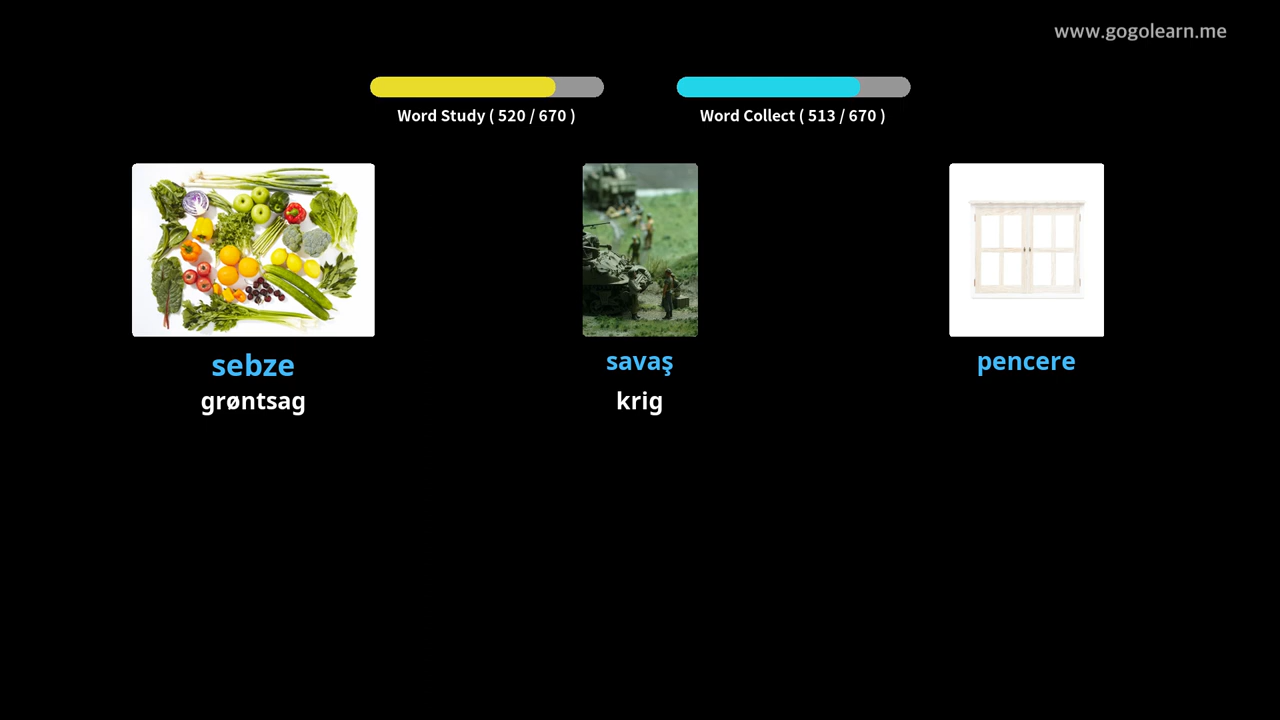 www.gogolearn.me
Word Study ( 520 / 670 )
Word Collect ( 513 / 670 )
sebze
grøntsag
savaş
krig
pencere